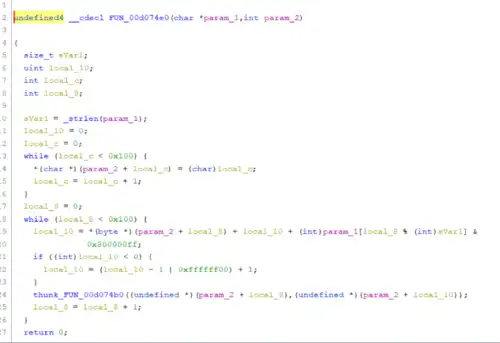 1
2 undefined4 __cdecl FUN_00d074e0(char *param_1,int param_2)
3
4 {
5 size_t sVar1;
6 uint local_10;
7 int local_c;
8 int local_8;
9
10 sVar1 = _strlen(param_1);
11 local_10 = 0;
12 local_c = 0;
13 while (local_c < 0x100) {
14 *(char *)(param_2 + local_c) = (char)local_c;
15 local_c = local_c + 1;
16 }
17 local_8 = 0;
18 while (local_8 < 0x100) {
19 local_10 = *(byte *)(param_2 + local_8) + local_10 + (int)param_1[local_8 % (int)sVar1] &
20 0x800000ff;
21 if ((int)local_10 < 0) {
22 local_10 = (local_10 - 1 | 0xffffff00) + 1;
23 }
24 thunk_FUN_00d074b0((undefined *)(param_2 + local_8),(undefined *)(param_2 + local_10));
25 local_8 = local_8 + 1;
26 }
27 return 0;